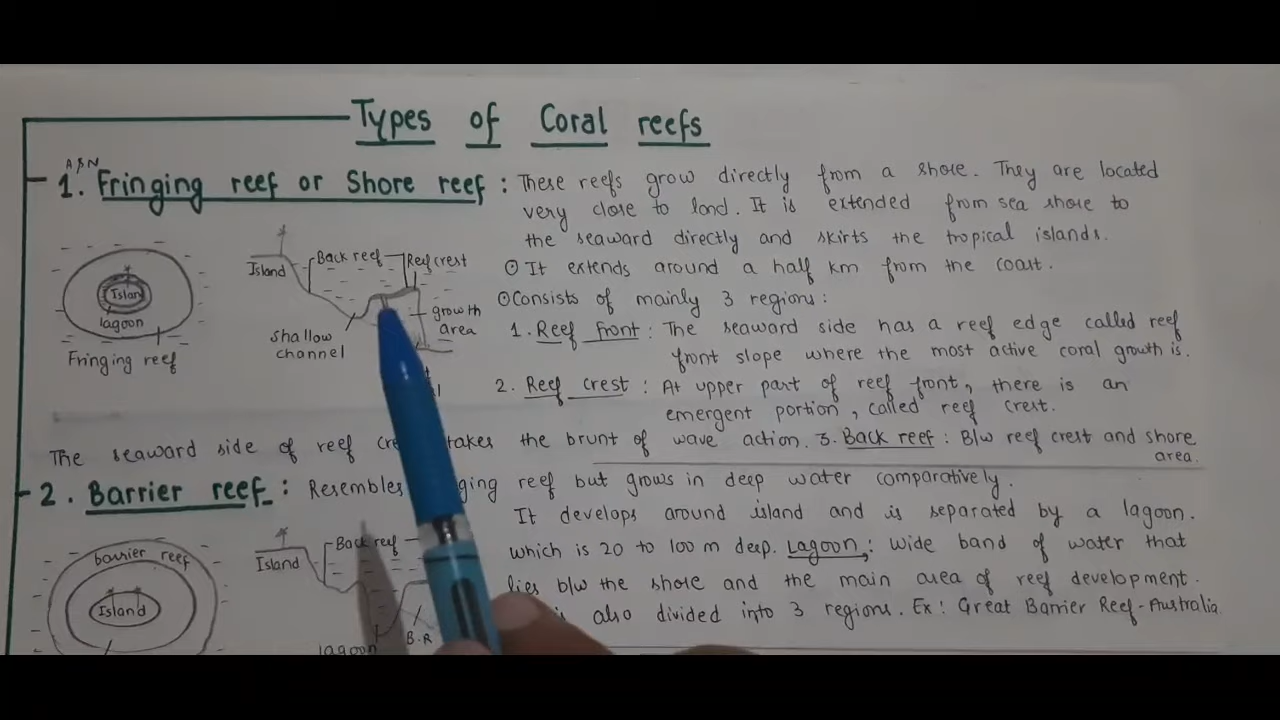 Types of Coral reefs
A & N
1. Fringing reef or Shore reef : These reefs grow directly from a shore. They are located
very close to land. It is extended from sea shore to
the seaward directly and skirts the tropical islands.
⊙ It extends around a half km from the coast.
⊙ Consists of mainly 3 regions:
1. Reef front : The seaward side has a reef edge called reef
front slope where the most active coral growth is.
2. Reef crest : At upper part of reef front, there is an
emergent portion, called reef crest.
Islan
lagoon
Fringing reef
Island
Back reef
Reef crest
growth
area
shallow
channel
The seaward side of reef takes the brunt of wave action. 3. Back reef : B/w reef crest and shore
area.
2. Barrier reef : Resembles reef but grows in deep water comparatively.
It develops around island and is separated by a lagoon.
which is 20 to 100 m deep. Lagoon : Wide band of water that
lies b/w the shore and the main area of reef development.
also divided into 3 regions. Ex: Great Barrier Reef-Australia
barrier reef
Island
Island
Back reef
B.R
lagoon